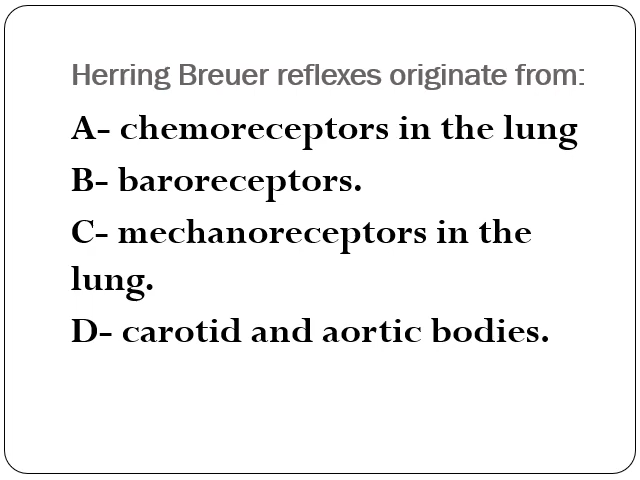 Herring Breuer reflexes originate from:
A- chemoreceptors in the lung
B- baroreceptors.
C- mechanoreceptors in the
lung.
D- carotid and aortic bodies.